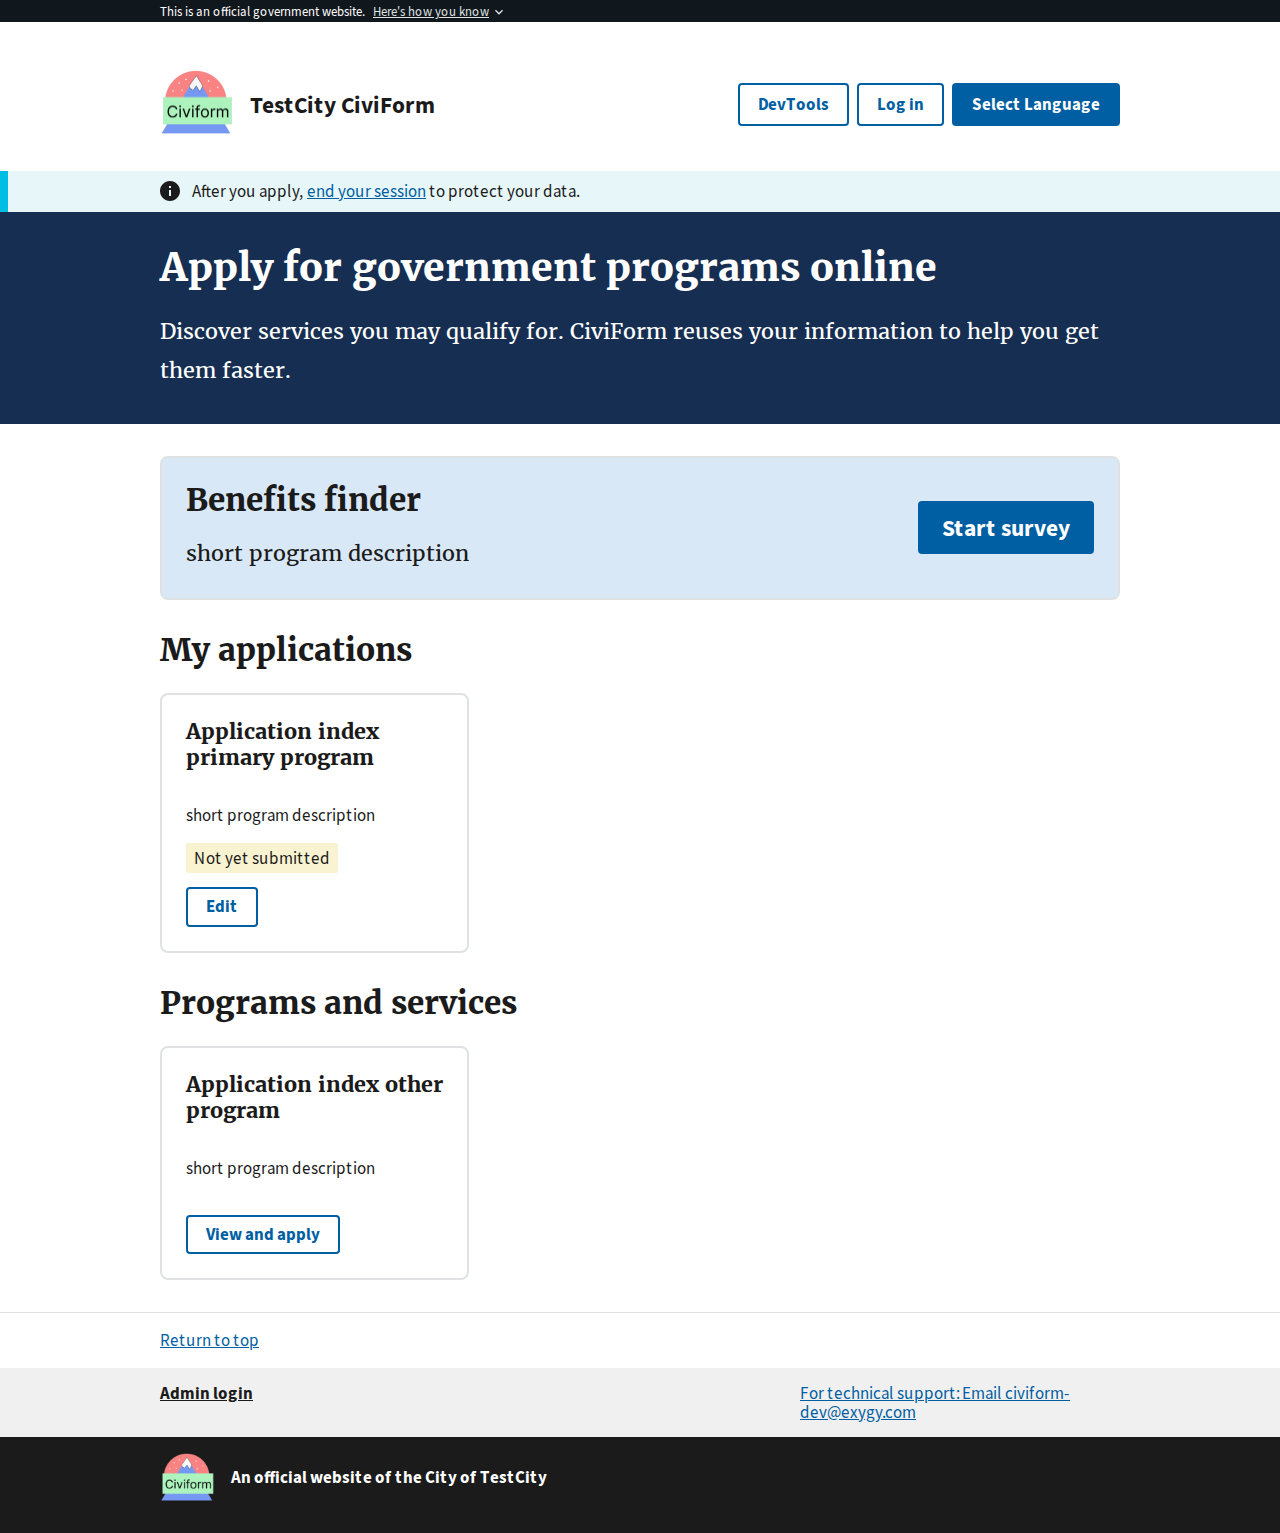 This is an official government website. Here's how you know
Civiform
TestCity CiviForm
DevTools
Log in
Select Language
After you apply, end your session to protect your data.
Apply for government programs online
Discover services you may qualify for. CiviForm reuses your information to help you get
them faster.
Benefits finder
short program description
Start survey
My applications
Application index
primary program
short program description
Not yet submitted
Edit
Programs and services
Application index other
program
short program description
View and apply
Return to top
Admin login
For technical support: Email civiform-
dev@exygy.com
Civiform
An official website of the City of TestCity